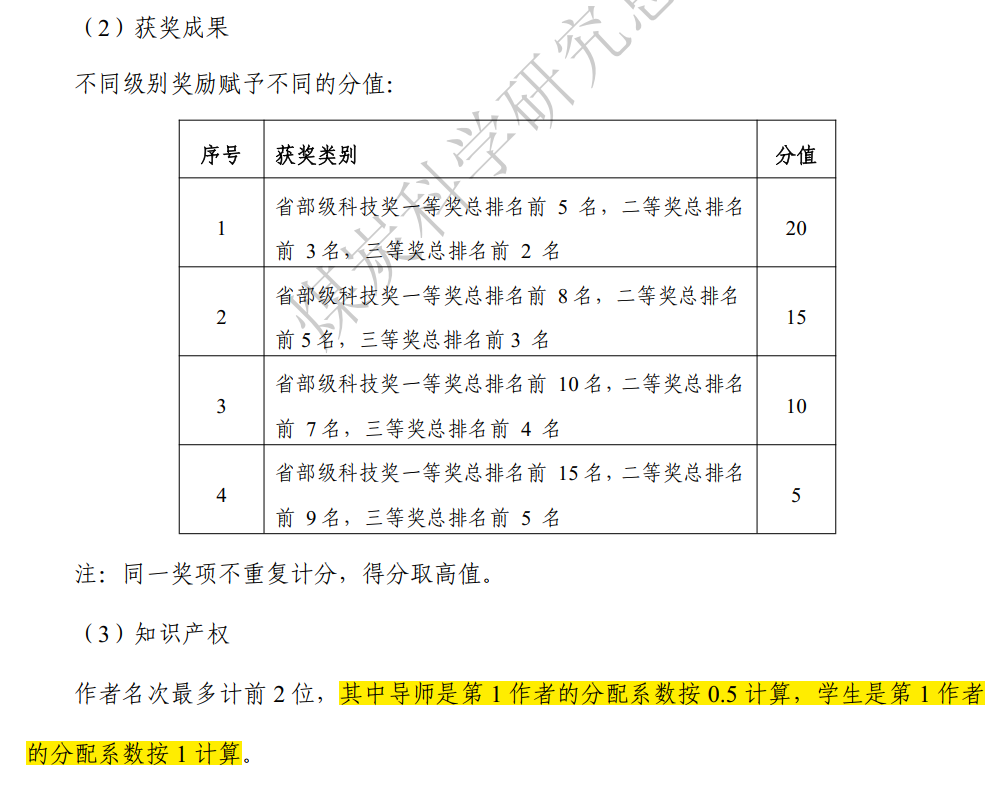 （2）获奖成果
不同级别奖励赋予不同的分值：
序号 获奖类别 分值
1 省部级科技奖一等奖总排名前 5 名，二等奖总排名 20
前 3 名，三等奖总排名前 2 名
2 省部级科技奖一等奖总排名前 8 名，二等奖总排名 15
前 5 名，三等奖总排名前 3 名
3 省部级科技奖一等奖总排名前 10 名，二等奖总排名 10
前 7 名，三等奖总排名前 4 名
4 省部级科技奖一等奖总排名前 15 名，二等奖总排名 5
前 9 名，三等奖总排名前 5 名
注：同一奖项不重复计分，得分取高值。
（3）知识产权
作者名次最多计前 2 位，其中导师是第 1 作者的分配系数按 0.5 计算，学生是第 1 作者
的分配系数按 1 计算。
煤炭科学研究总